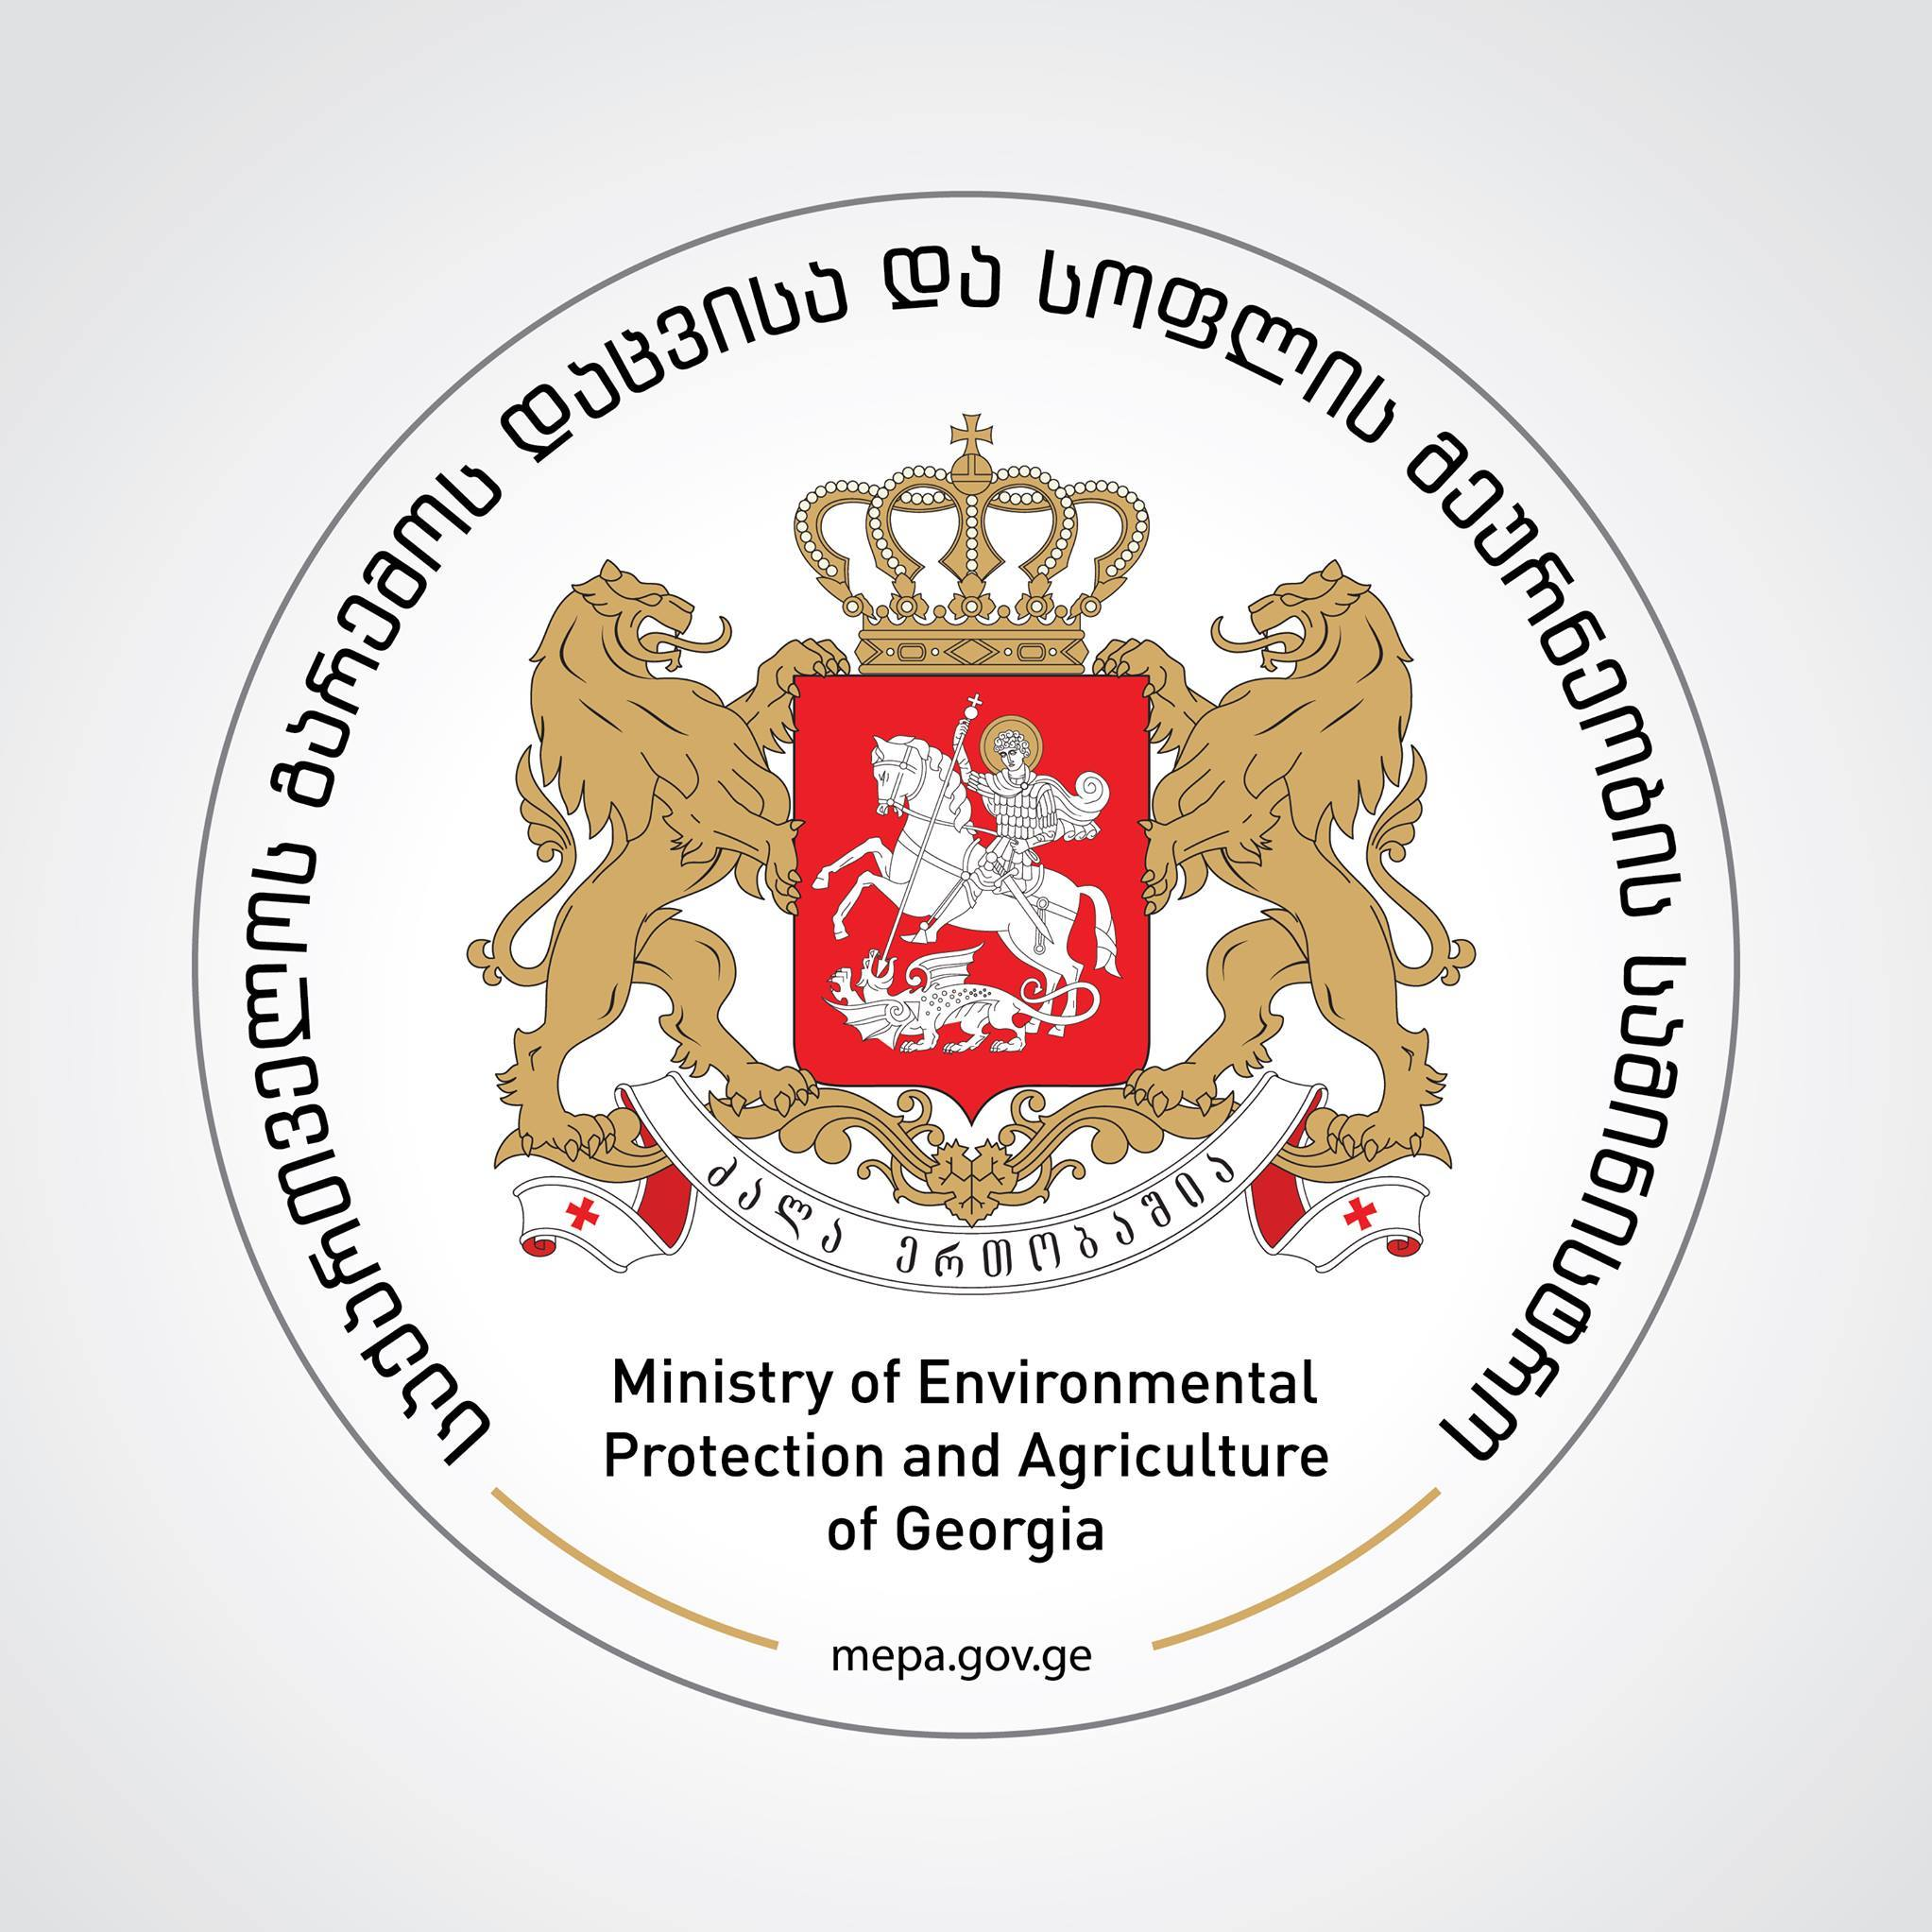 საქართველოს გარემოს დაცვისა და სოფლის მეურნეობის სამინისტრო
ძალა ერთობაშია
Ministry of Environmental
Protection and Agriculture
of Georgia
mepa.gov.ge